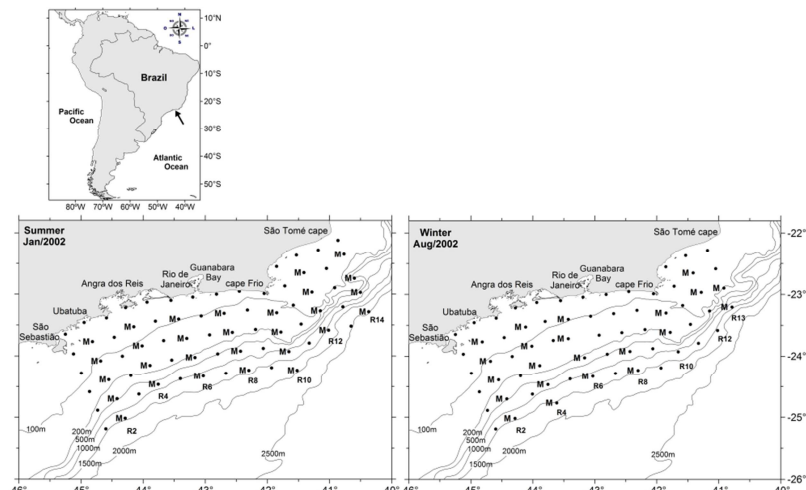 10°N
0°
10°S
20°S
30°S
40°S
50°S
80°W 70°W 60°W 50°W 40°W
Brazil
Pacific
Ocean
Atlantic
Ocean
Summer
Jan/2002
São Tomé cape
Guanabara
Bay
Rio de
Janeiro
cape Frio
Angra dos Reis
Ubatuba
São
Sebastião
M M M M
M M M M
M M M M
M M M M
M M M M
M M M M
M M
R14
R12
R10
R8
R6
R4
R2
100m
200m
500m
1000m
1500m
2000m
2500m
Winter
Aug/2002
São Tomé cape
Guanabara
Bay
Rio de
Janeiro
cape Frio
Angra dos Reis
Ubatuba
São
Sebastião
M M M M
M M M M
M M M M
M M M M
M M M M
R13
R12
R10
R8
R6
R4
R2
100m
200m
500m
1000m
1500m
2000m
2500m
-22°
-23°
-24°
-25°
-26°